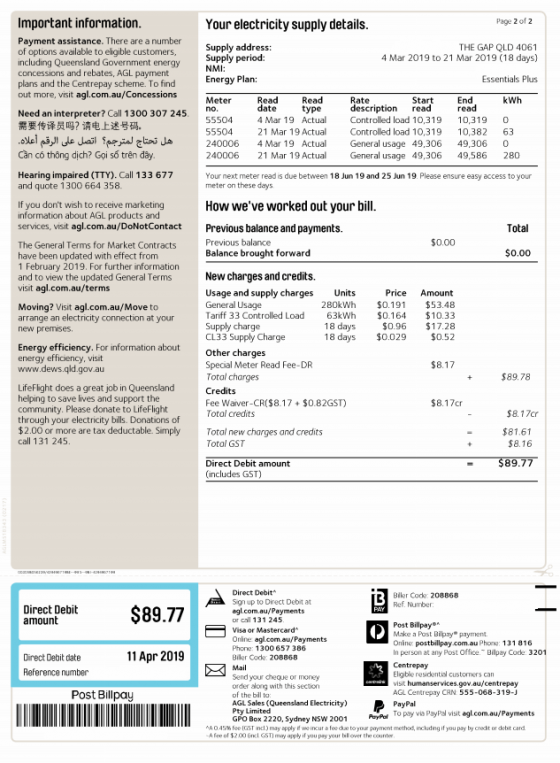 Important information.
Payment assistance. There are a
number of options available to eligible customers,
including Queensland Government energy
concessions and rebates, AGL payment
plans and the Centrepay scheme. To find
out more, visit agl.com.au/Concessions
Need an interpreter? Call 1300 307 245.
需要传译员吗? 请电上述号码。
هل تحتاج لمترجم؟ اتصل على الرقم أعلاه.
Cần có thông dịch? Gọi số trên đây.
Hearing impaired (TTY). Call 133 677
and quote 1300 664 358.
If you don't wish to receive marketing
information about AGL products and
services, visit agl.com.au/DoNotContact
The General Terms for Market Contracts
have been updated with effect from
1 February 2019. For further information
and to view the updated General Terms
visit agl.com.au/terms
Moving? Visit agl.com.au/Move to
arrange an electricity connection at your
new premises.
Energy efficiency. For information about
energy efficiency, visit
www.dews.qld.gov.au
LifeFlight does a great job in Queensland
helping to save lives and support the
community. Please donate to LifeFlight
through your electricity bills. Donations of
$2.00 or more are tax deductable. Simply
call 131 245.
Your electricity supply details.
Page 2 of 2
Supply address: THE GAP QLD 4061
Supply period: 4 Mar 2019 to 21 Mar 2019 (18 days)
NMI:
Energy Plan: Essentials Plus
Meter no. Read date Read type Rate description Start read End read kWh
55504 4 Mar 19 Actual Controlled load 10,319 10,319 0
55504 21 Mar 19 Actual Controlled load 10,319 10,382 63
240006 4 Mar 19 Actual General usage 49,306 49,306 0
240006 21 Mar 19 Actual General usage 49,306 49,586 280
Your next meter read is due between 18 Jun 19 and 25 Jun 19. Please ensure easy access to your
meter on these days.
How we've worked out your bill.
Previous balance and payments. Total
Previous balance $0.00
Balance brought forward $0.00
New charges and credits.
Usage and supply charges Units Price Amount
General Usage 280kWh $0.191 $53.48
Tariff 33 Controlled Load 63kWh $0.164 $10.33
Supply charge 18 days $0.96 $17.28
CL33 Supply Charge 18 days $0.029 $0.52
Other charges
Special Meter Read Fee-DR $8.17
Total charges + $89.78
Credits
Fee Waiver-CR($8.17 + $0.82GST) $8.17cr
Total credits - $8.17cr
Total new charges and credits = $81.61
Total GST + $8.16
Direct Debit amount = $89.77
(includes GST)
Direct Debit
amount
$89.77
Direct Debit date 11 Apr 2019
Reference number
Post Billpay
Direct Debit^
Sign up to Direct Debit at
agl.com.au/Payments
or call 131 245
Visa or Mastercard^
Online: agl.com.au/Payments
Phone: 1300 657 386
Biller Code: 208868
Mail
Send your cheque or money
order along with this section
of the bill to:
AGL Sales (Queensland Electricity)
Pty Limited
GPO Box 2220, Sydney NSW 2001
B PAY
Biller Code: 208868
Ref. Number:
Post Billpay®^
Make a Post Billpay® payment.
Online: postbillpay.com.au Phone: 131 816
In person at any Post Office.~ Billpay Code: 3201
Centrepay
Eligible residential customers can
visit humanservices.gov.au/centrepay
AGL Centrepay CRN: 555-068-319-J
PayPal
PayPal
To pay via PayPal visit agl.com.au/Payments
^A 0.45% fee (GST incl.) may apply if we incur a fee due to your payment method, including if you pay by credit or debit card.
~A fee of $2.00 (incl. GST) may apply if you pay your bill over the counter.